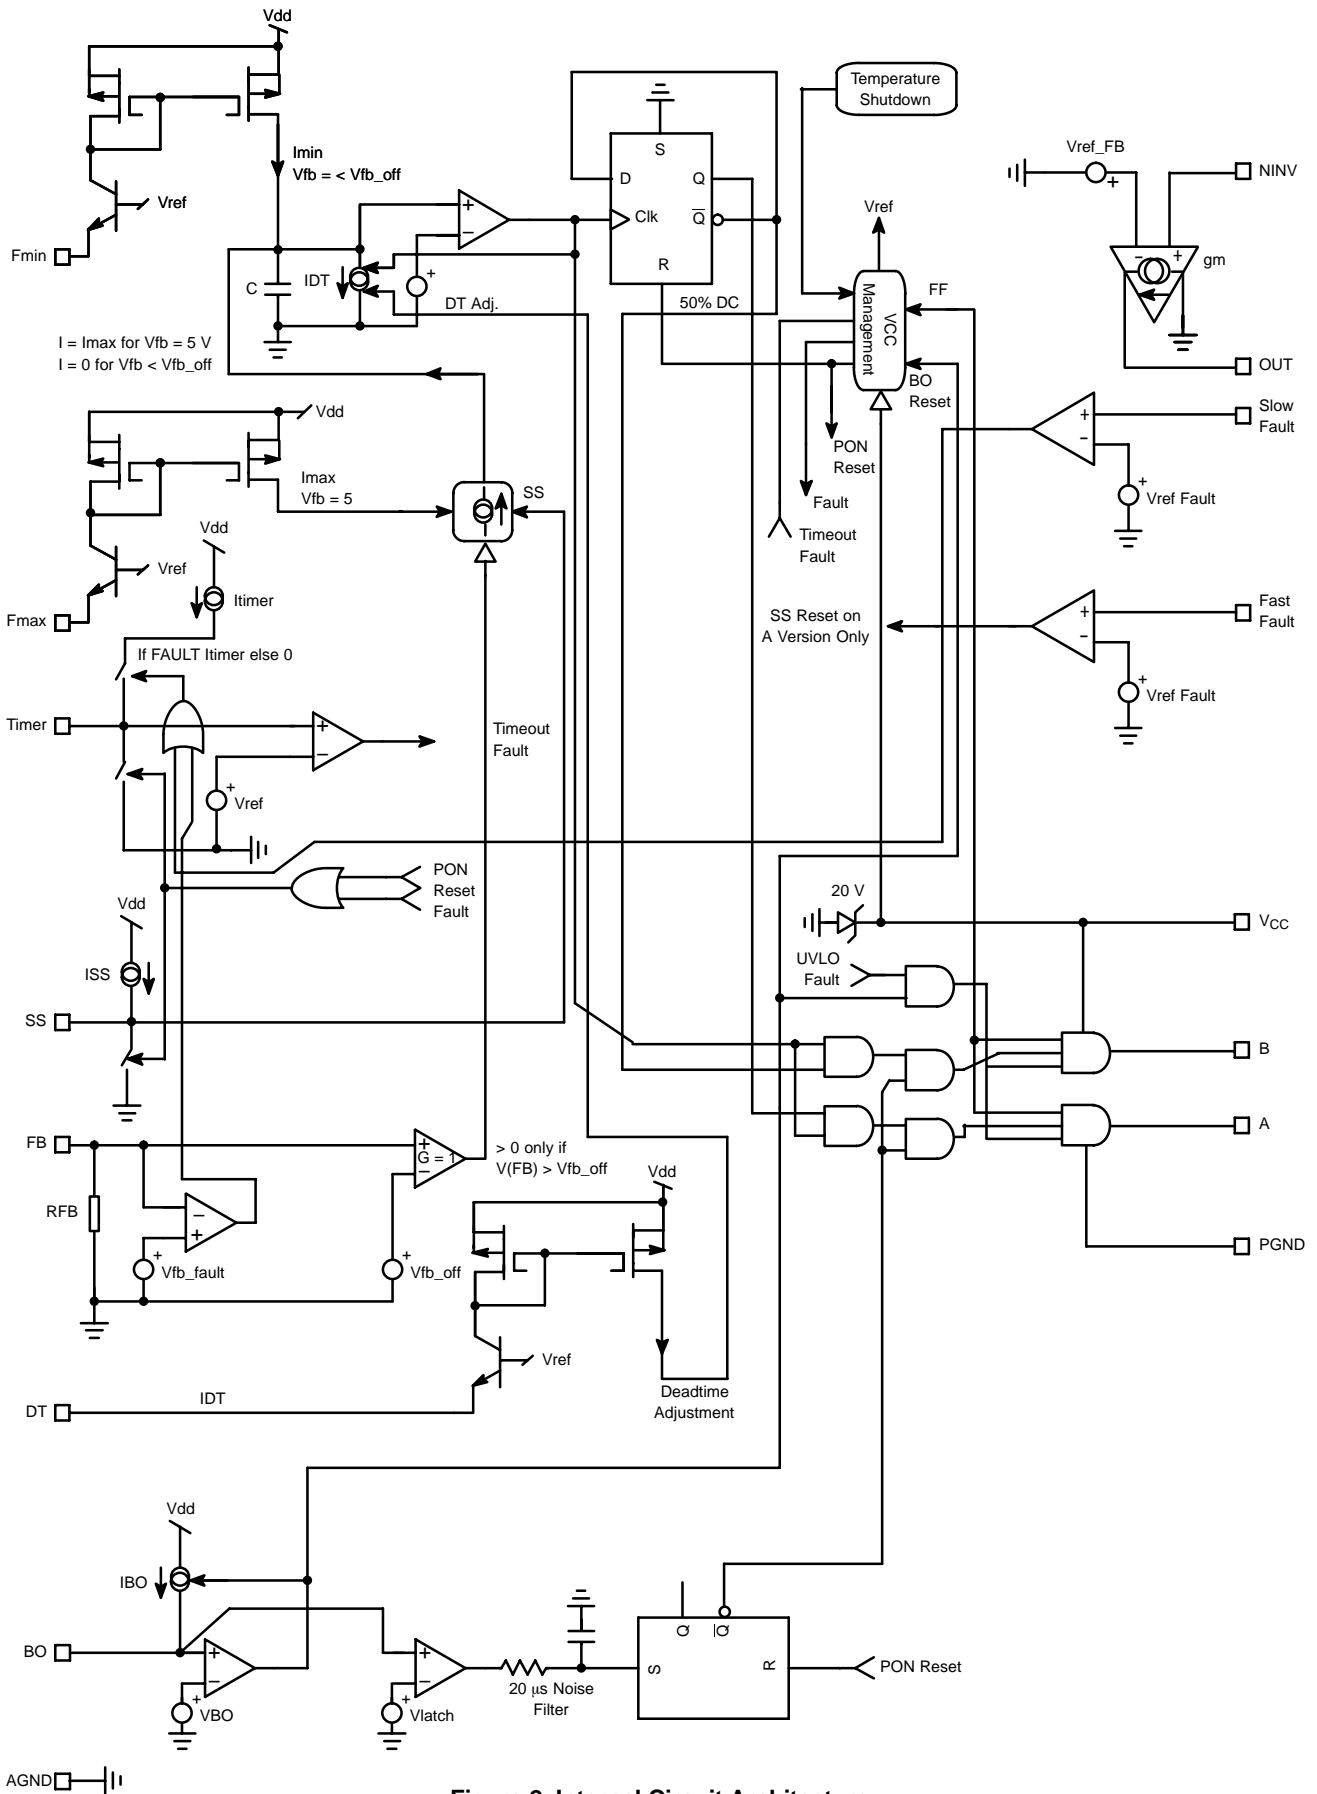 Vdd
Imin
Vfb = < Vfb_off
Vref
Fmin
C
IDT
+
−
+
DT Adj.
S
D
Q
Clk
Q
R
50% DC
Temperature
Shutdown
Vref
VCC
Management
FF
BO
Reset
PON
Reset
Fault
Timeout
Fault
Vref_FB
+
NINV
-
+
gm
OUT
I = Imax for Vfb = 5 V
I = 0 for Vfb < Vfb_off
Vdd
Imax
Vfb = 5
SS
Vref
Fmax
Vdd
Itimer
If FAULT Itimer else 0
Slow
Fault
+
-
+
Vref Fault
SS Reset on
A Version Only
Fast
Fault
+
-
+
Vref Fault
Timer
+
−
Timeout
Fault
+
Vref
PON
Reset
Fault
Vdd
ISS
SS
20 V
VCC
UVLO
Fault
B
A
PGND
FB
RFB
−
+
+
Vfb_fault
+
G = 1
−
> 0 only if
V(FB) > Vfb_off
+
Vfb_off
Vdd
Vref
Deadtime
Adjustment
DT
IDT
Vdd
IBO
BO
+
−
+
VBO
+
−
+
Vlatch
20 μs Noise
Filter
Q
Q
S
R
PON Reset
AGND